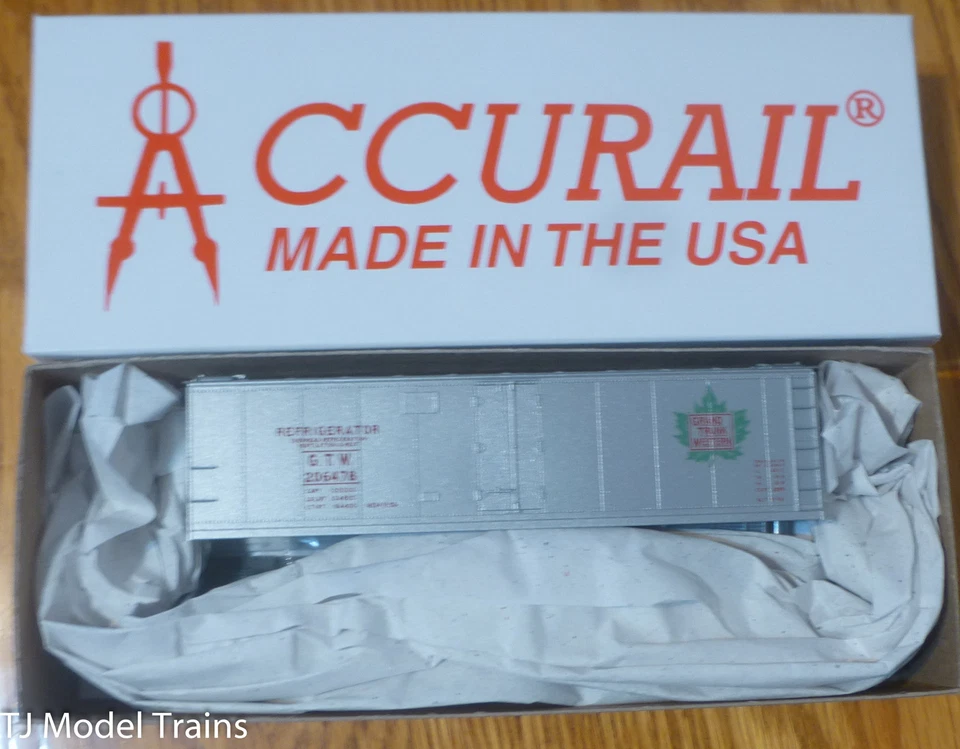 ACCURAIL®
MADE IN THE USA
REFRIGERATOR
GTW
206478
GRAND
TRUNK
WESTERN
TJ Model Trains